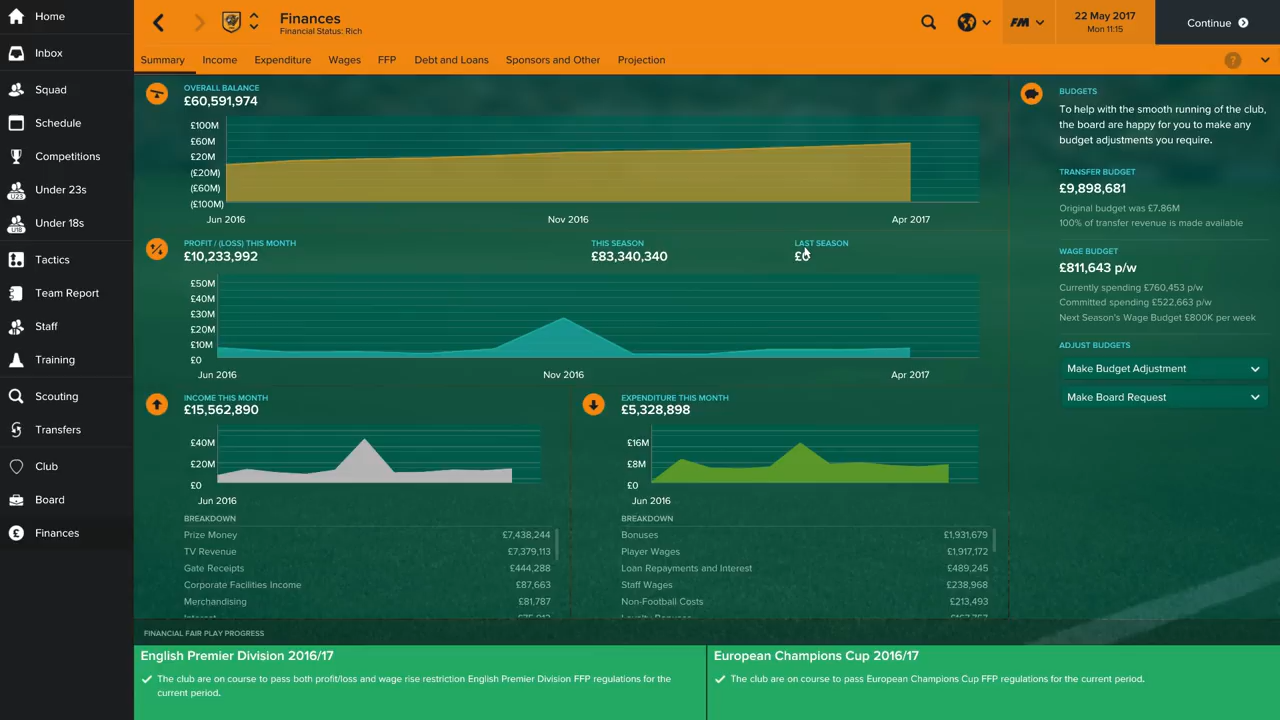 Home
Inbox
Squad
Schedule
Competitions
Under 23s
Under 18s
Tactics
Team Report
Staff
Training
Scouting
Transfers
Club
Board
Finances
Finances
Financial Status: Rich
FM
22 May 2017
Mon 11:15
Continue
Summary
Income
Expenditure
Wages
FFP
Debt and Loans
Sponsors and Other
Projection
?
OVERALL BALANCE
£60,591,974
£100M
£60M
£20M
(£20M)
(£60M)
(£100M)
Jun 2016
Nov 2016
Apr 2017
PROFIT / (LOSS) THIS MONTH
£10,233,992
THIS SEASON
£83,340,340
LAST SEASON
£0
£50M
£40M
£30M
£20M
£10M
£0
Jun 2016
Nov 2016
Apr 2017
INCOME THIS MONTH
£15,562,890
£40M
£20M
£0
Jun 2016
BREAKDOWN
Prize Money £7,438,244
TV Revenue £7,379,113
Gate Receipts £444,288
Corporate Facilities Income £87,663
Merchandising £81,787
EXPENDITURE THIS MONTH
£5,328,898
£16M
£8M
£0
Jun 2016
BREAKDOWN
Bonuses £1,931,679
Player Wages £1,917,172
Loan Repayments and Interest £489,245
Staff Wages £238,968
Non-Football Costs £213,493
BUDGETS
To help with the smooth running of the club,
the board are happy for you to make any
budget adjustments you require.
TRANSFER BUDGET
£9,898,681
Original budget was £7.86M
100% of transfer revenue is made available
WAGE BUDGET
£811,643 p/w
Currently spending £760,453 p/w
Committed spending £522,663 p/w
Next Season's Wage Budget £800K per week
ADJUST BUDGETS
Make Budget Adjustment
Make Board Request
FINANCIAL FAIR PLAY PROGRESS
English Premier Division 2016/17
The club are on course to pass both profit/loss and wage rise restriction English Premier Division FFP regulations for the
current period.
European Champions Cup 2016/17
The club are on course to pass European Champions Cup FFP regulations for the current period.